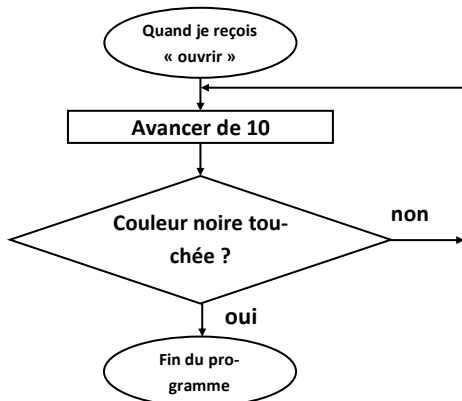 Quand je reçois
« ouvrir »
Avancer de 10
Couleur noire tou-
chée ?
non
oui
Fin du pro-
gramme